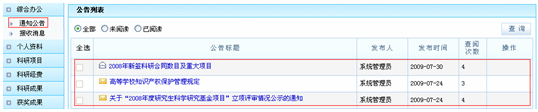 综合办公
通知公告
接收消息
个人资料
科研项目
科研经费
科研成果
获奖成果
公告列表
全部 未阅读 已阅读
查 询
全选 公告标题 发布人 发布时间 查阅次数 操作
2008年新签科研合同数目及重大项目 系统管理员 2009-07-30 4
高等学校知识产权保护管理规定 系统管理员 2009-07-24 3
关于“2008年度研究生科学研究基金项目”立项评审情况公示的通知 系统管理员 2009-07-24 4